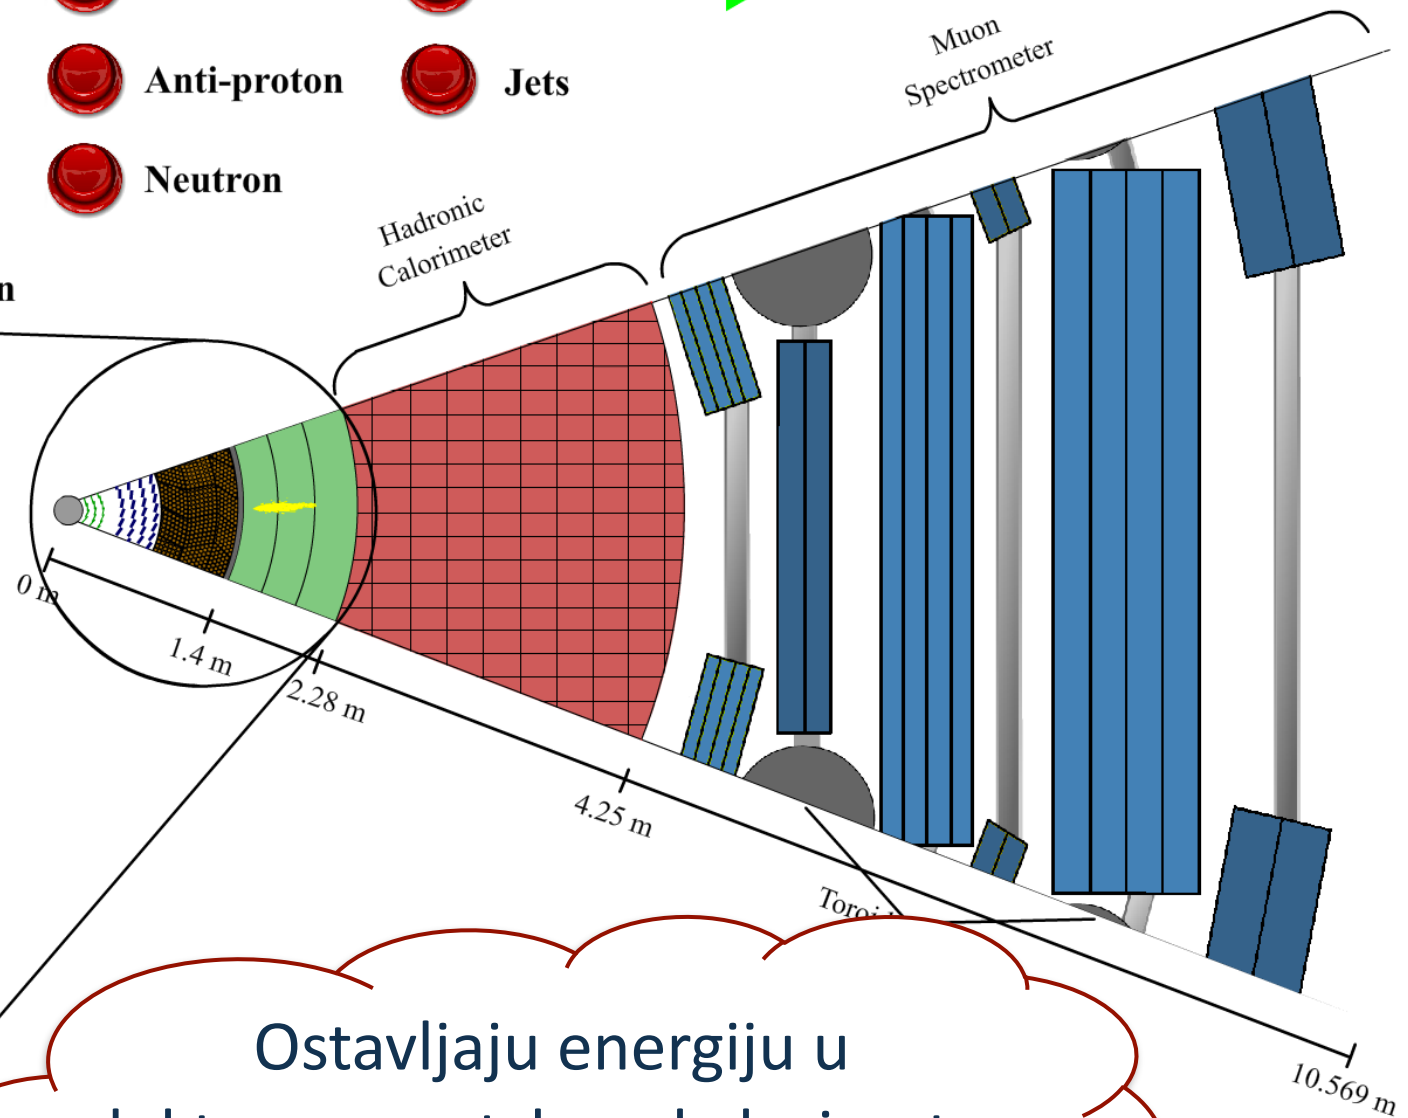 Muon
Spectrometer
Anti-proton
Jets
Neutron
Hadronic
Calorimeter
n
0 m
1.4 m
2.28 m
4.25 m
10.569 m
Ostavljaju energiju u